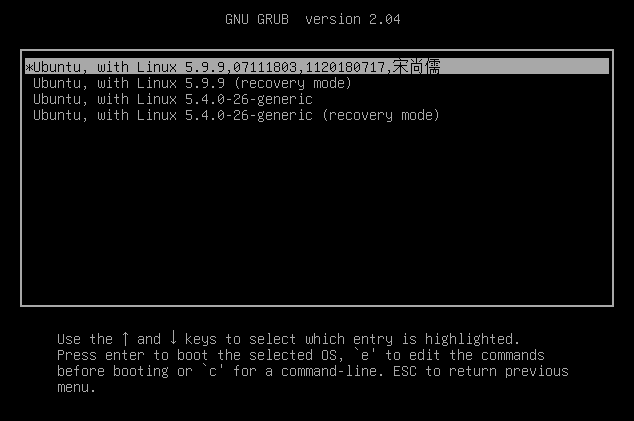 GNU GRUB  version 2.04
*Ubuntu, with Linux 5.9.9,07111803,1120180717,宋尚儒
Ubuntu, with Linux 5.9.9 (recovery mode)
Ubuntu, with Linux 5.4.0-26-generic
Ubuntu, with Linux 5.4.0-26-generic (recovery mode)
Use the ↑ and ↓ keys to select which entry is highlighted.
Press enter to boot the selected OS, `e' to edit the commands
before booting or `c' for a command-line. ESC to return previous
menu.